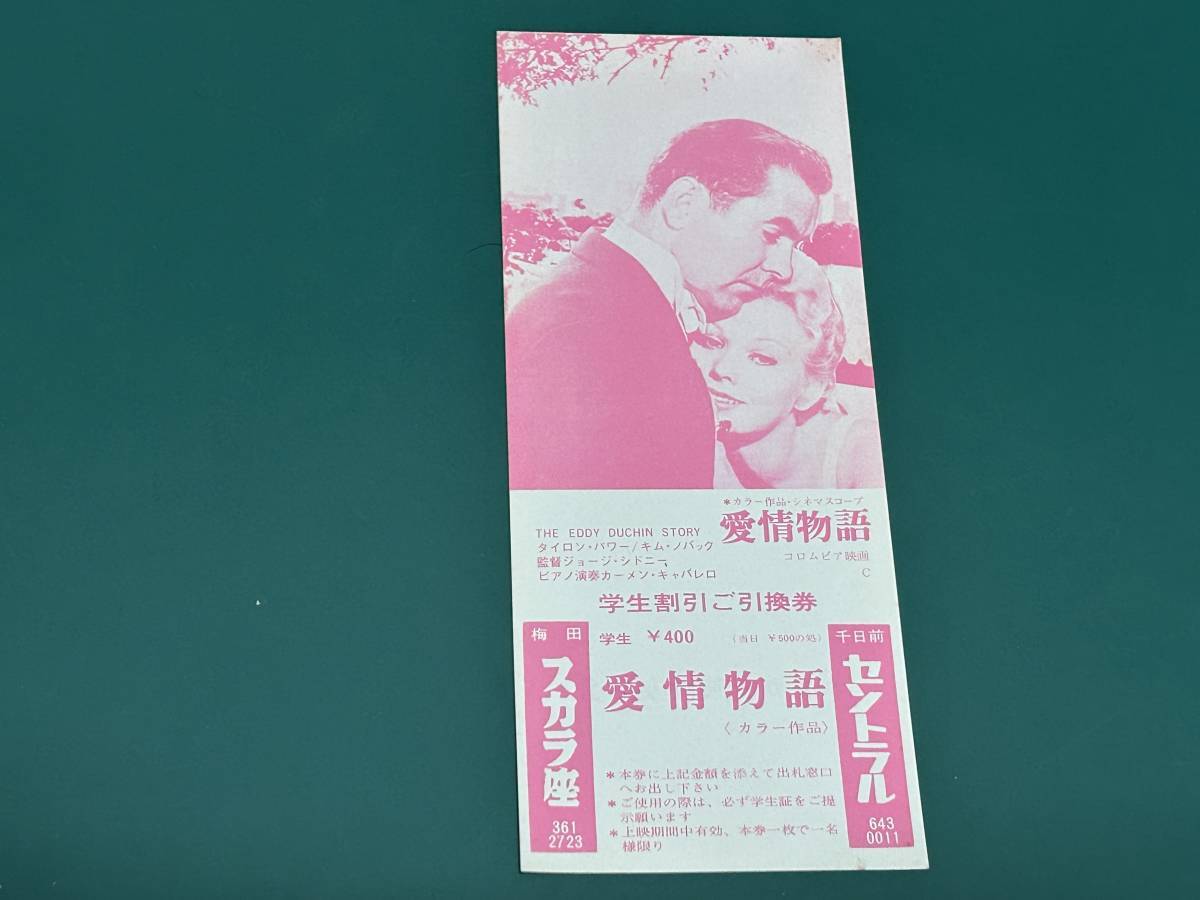 *カラー作品・シネマスコープ
愛情物語
コロムビア映画
C
THE EDDY DUCHIN STORY
タイロン・パワー/キム・ノバック
監督ジョージ・シドニー
ピアノ演奏カーメン・キャバレロ
学生割引ご引換券
梅田
スカラ座
361
2723
学生 ¥400 (当日 ¥500の処)
愛情物語
〈カラー作品〉
*本券に上記金額を添えて出札窓口
へお出し下さい
*ご使用の際は、必ず学生証をご提
示願います
*上映期間中有効、本券一枚で一名
様限り
千日前
セントラル
643
0011